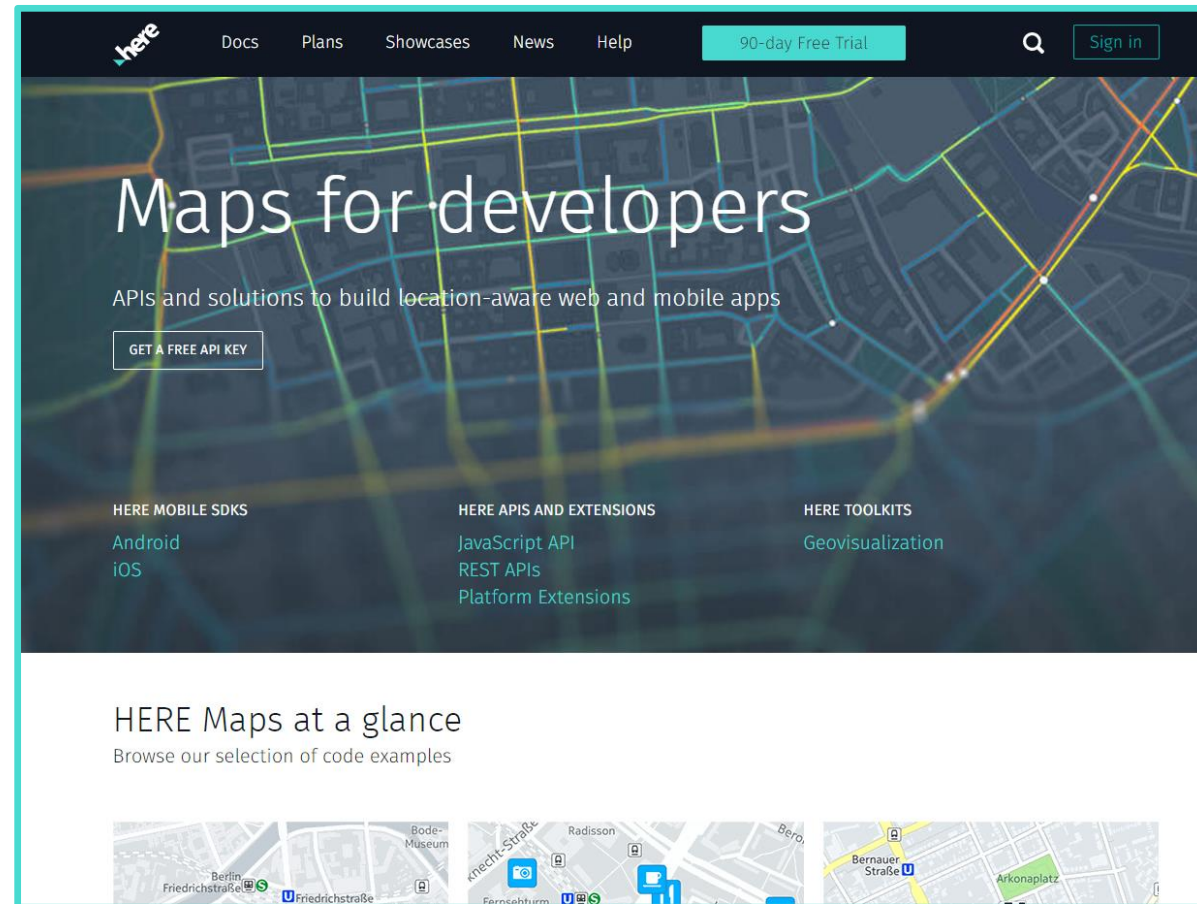 here
Docs Plans Showcases News Help 90-day Free Trial Sign in
Maps for developers
APIs and solutions to build location-aware web and mobile apps
GET A FREE API KEY
HERE MOBILE SDKS
Android
iOS
HERE APIS AND EXTENSIONS
JavaScript API
REST APIs
Platform Extensions
HERE TOOLKITS
Geovisualization
HERE Maps at a glance
Browse our selection of code examples
Bode-
Museum
Berlin
Friedrichstraße S
U Friedrichstraße
knecht-Straße
Radisson
Fernsehturm U S
Bernauer
Straße U
Arkonaplatz